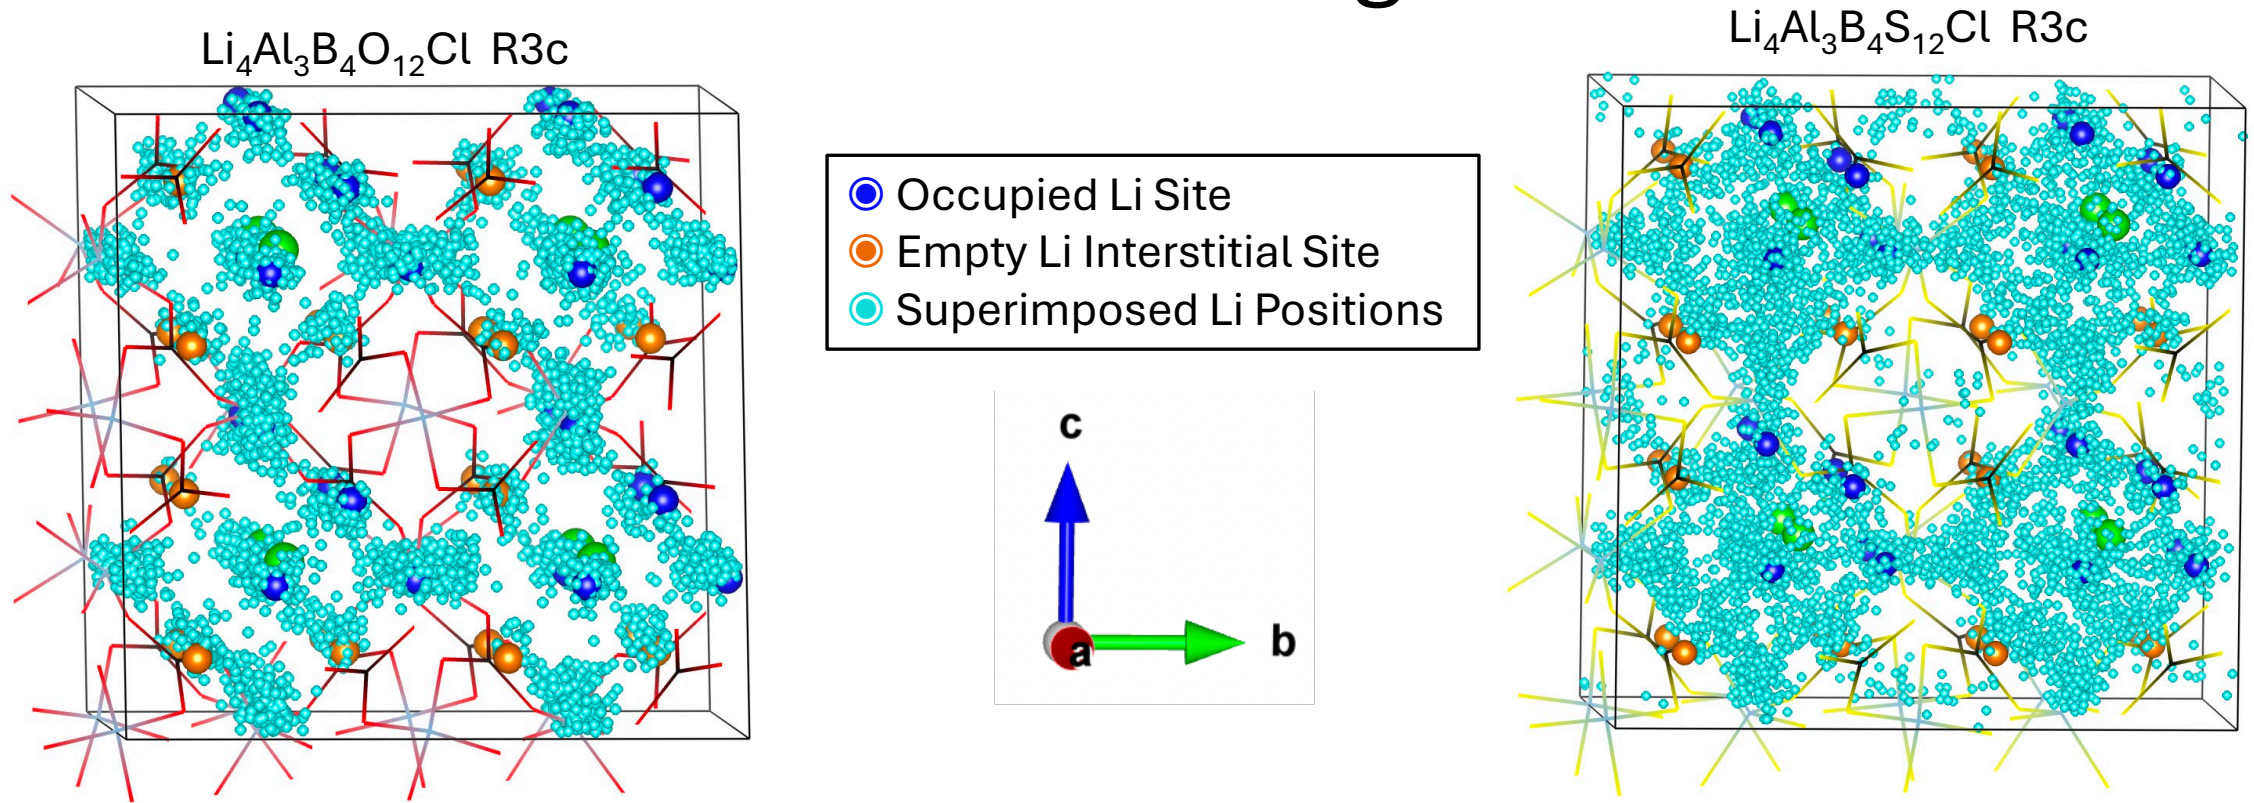 Li₄Al₃B₄O₁₂Cl R3c
Li₄Al₃B₄S₁₂Cl R3c
Occupied Li Site
Empty Li Interstitial Site
Superimposed Li Positions
c
a
b